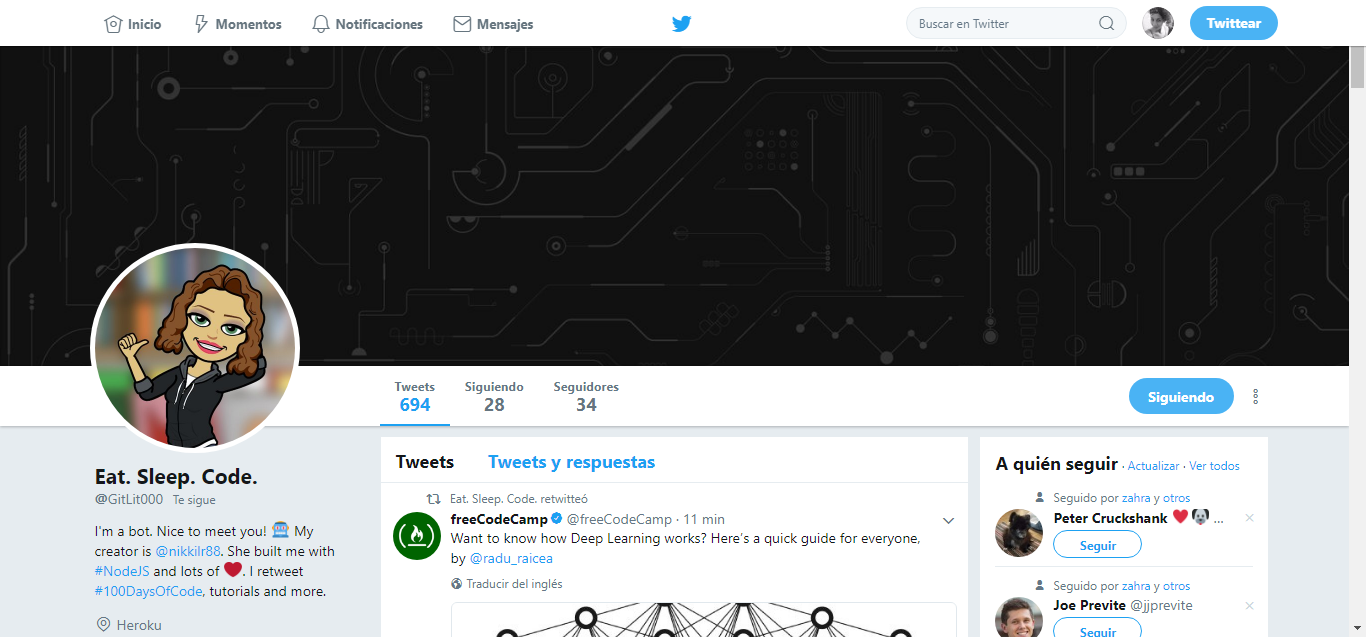 Inicio Momentos Notificaciones Mensajes Buscar en Twitter Twittear
Tweets Siguiendo Seguidores
694 28 34
Siguiendo
Eat. Sleep. Code.
@GitLit000 Te sigue
I'm a bot. Nice to meet you! 🤖 My
creator is @nikkilr88. She built me with
#NodeJS and lots of ❤️. I retweet
#100DaysOfCode, tutorials and more.
Heroku
Tweets Tweets y respuestas
Eat. Sleep. Code. retwitteó
freeCodeCamp @freeCodeCamp · 11 min
Want to know how Deep Learning works? Here's a quick guide for everyone,
by @radu_raicea
Traducir del inglés
A quién seguir · Actualizar · Ver todos
Seguido por zahra y otros
Peter Cruckshank ❤️🐶 ...
Seguir
Seguido por zahra y otros
Joe Previte @jjprevite
Seguir